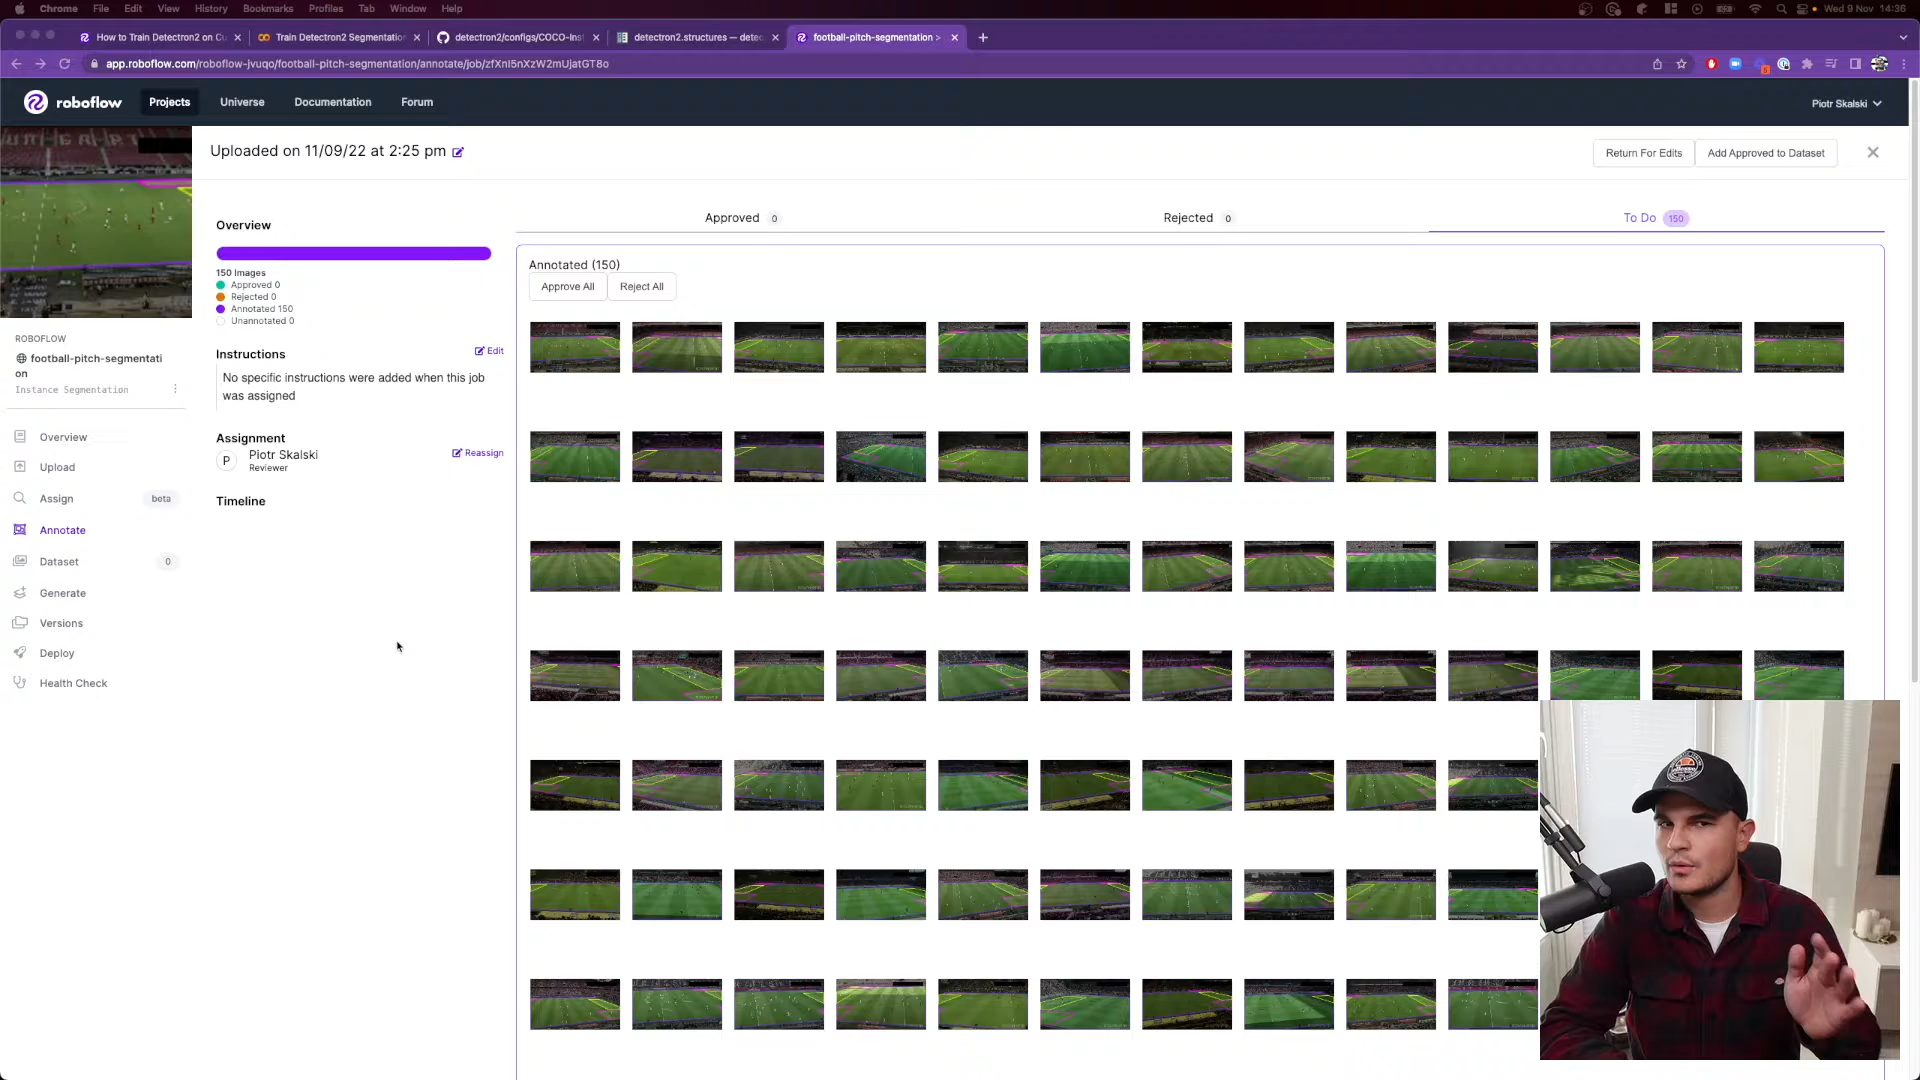 Chrome File Edit View History Bookmarks Profiles Tab Window Help
Wed 9 Nov 14:36
How to Train Detectron2 on Cu
Train Detectron2 Segmentation
detectron2/configs/COCO-Inst
detectron2.structures — detec
football-pitch-segmentation >
app.roboflow.com/roboflow-jvuqo/football-pitch-segmentation/annotate/job/zfXnI5nXzW2mUjatGT8o
roboflow
Projects
Universe
Documentation
Forum
Piotr Skalski
Uploaded on 11/09/22 at 2:25 pm
Return For Edits
Add Approved to Dataset
Overview
150 Images
Approved 0
Rejected 0
Annotated 150
Unannotated 0
Instructions
Edit
No specific instructions were added when this job
was assigned
Assignment
P
Piotr Skalski
Reviewer
Reassign
Timeline
Approved 0
Rejected 0
To Do 150
Annotated (150)
Approve All
Reject All
ROBOFLOW
football-pitch-segmentati
on
Instance Segmentation
Overview
Upload
Assign beta
Annotate
Dataset 0
Generate
Versions
Deploy
Health Check